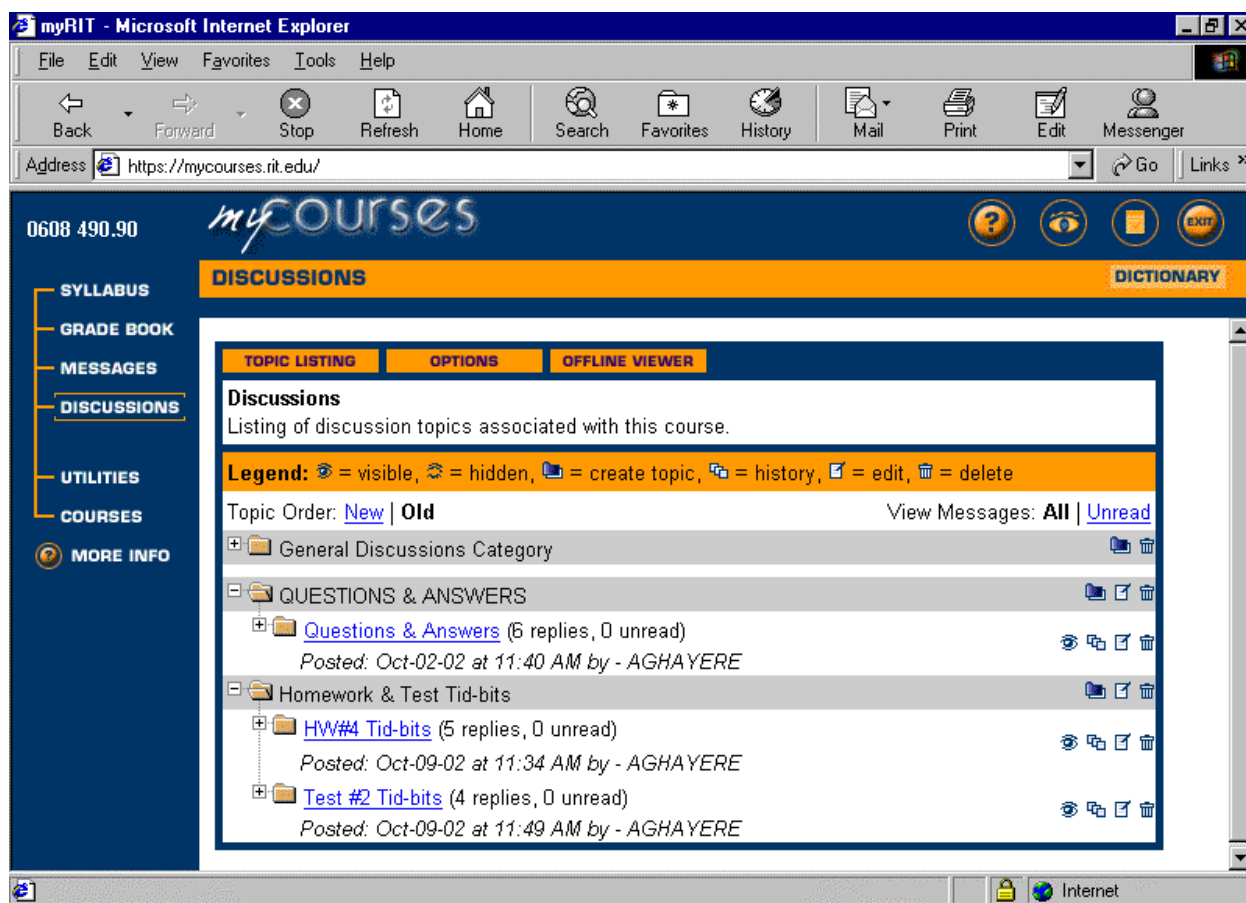 myRIT - Microsoft Internet Explorer
File Edit View Favorites Tools Help
Back Forward Stop Refresh Home Search Favorites History Mail Print Edit Messenger
Address https://mycourses.rit.edu/ Go Links »
0608 490.90
myCOURSES
EXIT
DISCUSSIONS DICTIONARY
SYLLABUS
GRADE BOOK
MESSAGES
DISCUSSIONS
UTILITIES
COURSES
MORE INFO
TOPIC LISTING OPTIONS OFFLINE VIEWER
Discussions
Listing of discussion topics associated with this course.
Legend: = visible, = hidden, = create topic, = history, = edit, = delete
Topic Order: New | Old View Messages: All | Unread
General Discussions Category
QUESTIONS & ANSWERS
Questions & Answers (6 replies, 0 unread)
Posted: Oct-02-02 at 11:40 AM by - AGHAYERE
Homework & Test Tid-bits
HW#4 Tid-bits (5 replies, 0 unread)
Posted: Oct-09-02 at 11:34 AM by - AGHAYERE
Test #2 Tid-bits (4 replies, 0 unread)
Posted: Oct-09-02 at 11:49 AM by - AGHAYERE
Internet